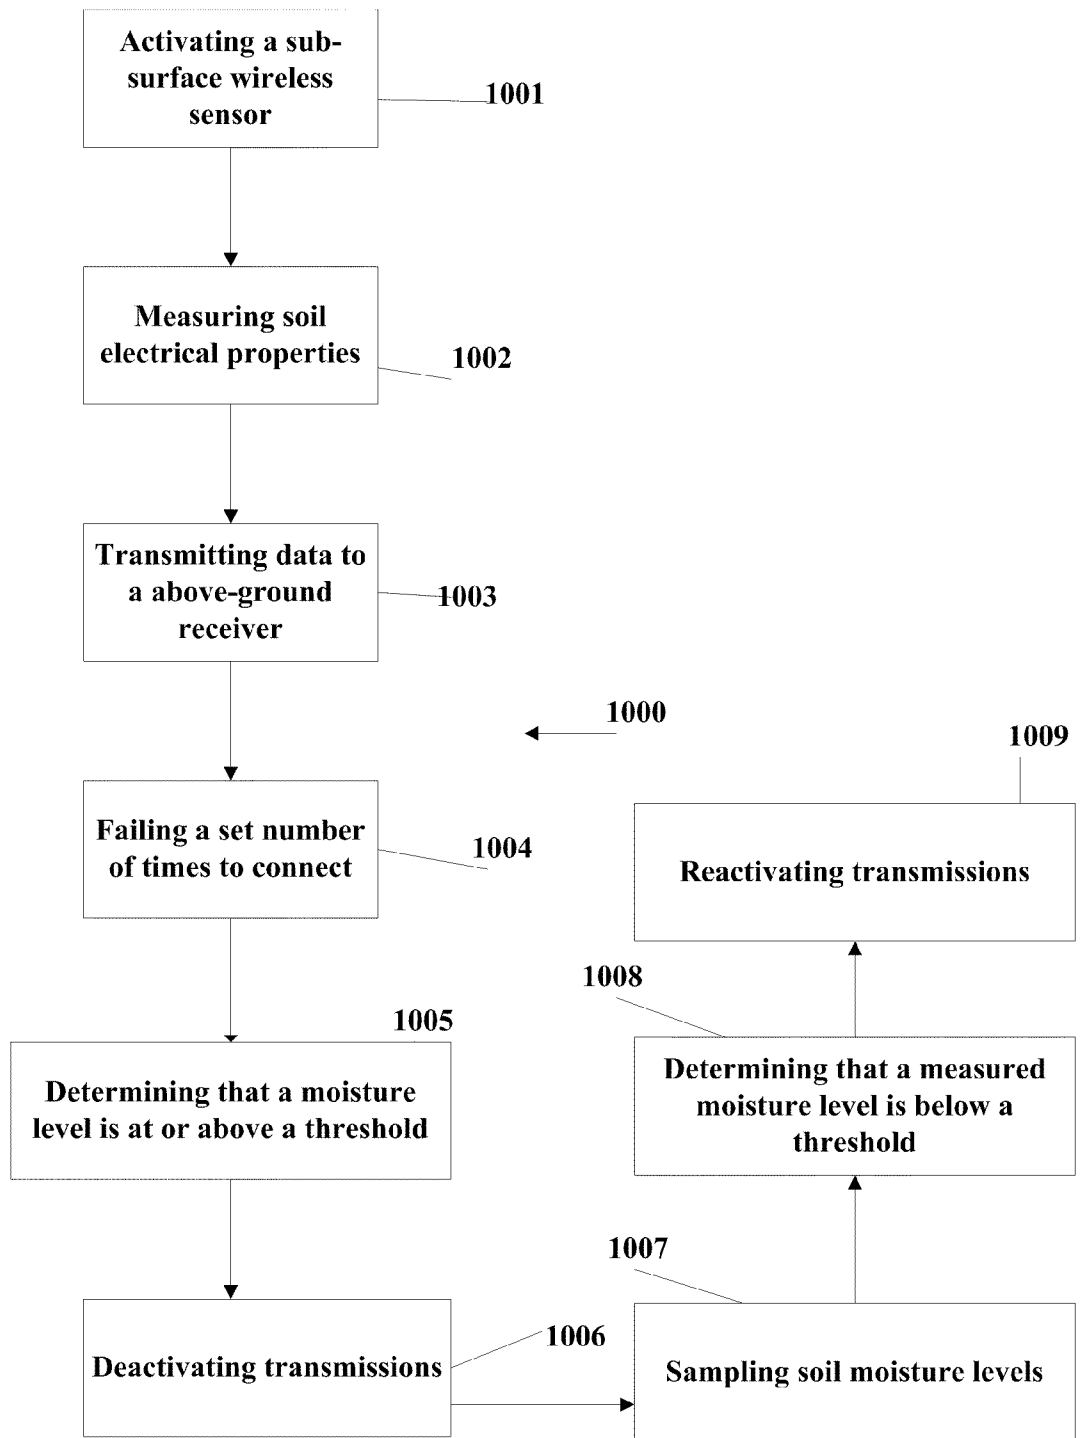 Activating a sub-
surface wireless
sensor
1001
Measuring soil
electrical properties
1002
Transmitting data to
a above-ground
receiver
1003
1000
Failing a set number
of times to connect
1004
1005
Determining that a moisture
level is at or above a threshold
Deactivating transmissions
1006
1007
Sampling soil moisture levels
1008
Determining that a measured
moisture level is below a
threshold
1009
Reactivating transmissions